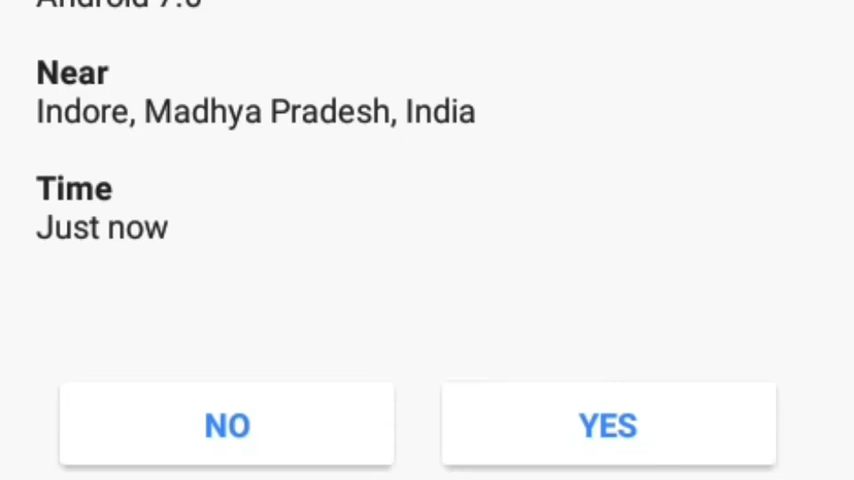 Near
Indore, Madhya Pradesh, India
Time
Just now
NO YES